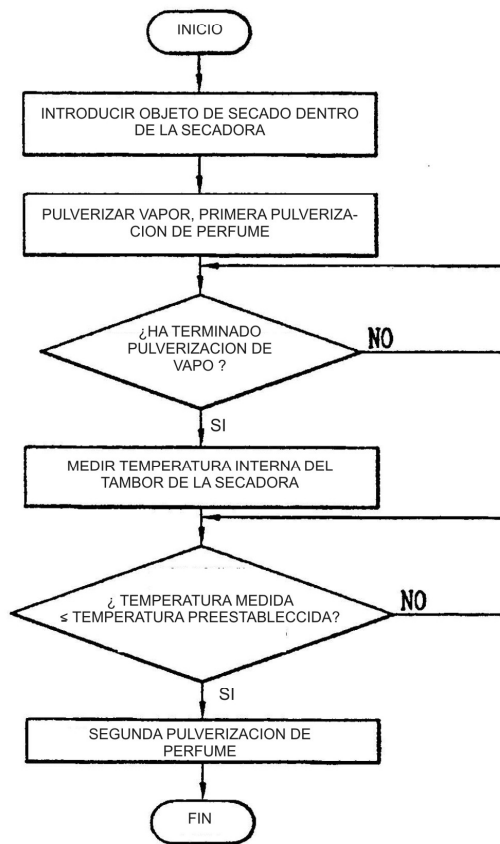 INICIO
INTRODUCIR OBJETO DE SECADO DENTRO
DE LA SECADORA
PULVERIZAR VAPOR, PRIMERA PULVERIZA-
CION DE PERFUME
¿HA TERMINADO
PULVERIZACION DE
VAPO ?
NO
SI
MEDIR TEMPERATURA INTERNA DEL
TAMBOR DE LA SECADORA
¿ TEMPERATURA MEDIDA
≤ TEMPERATURA PREESTABLECCIDA?
NO
SI
SEGUNDA PULVERIZACION DE
PERFUME
FIN